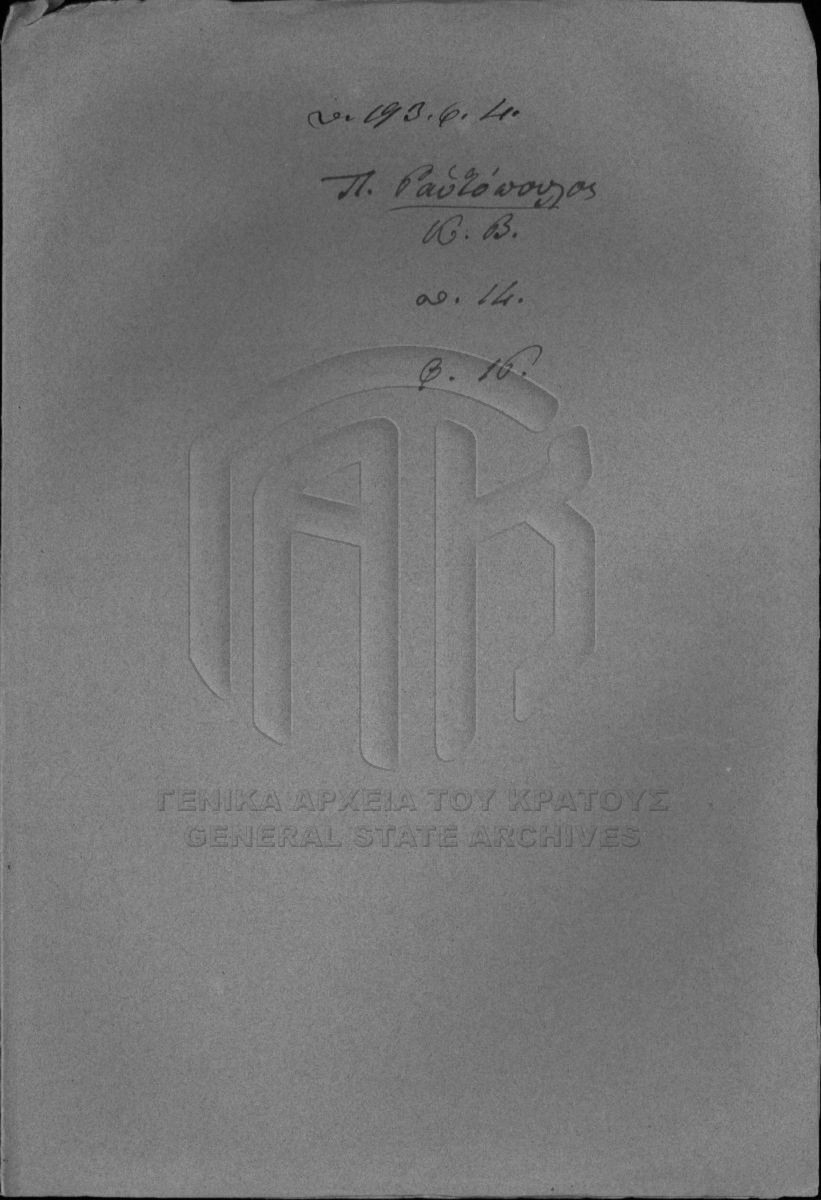 σ. 193. φ. 4.
Π. Ραυτόπουλος
Κ. Β.
σ. 14.
φ. 16.
ΓΕΝΙΚΑ ΑΡΧΕΙΑ ΤΟΥ ΚΡΑΤΟΥΣ
GENERAL STATE ARCHIVES